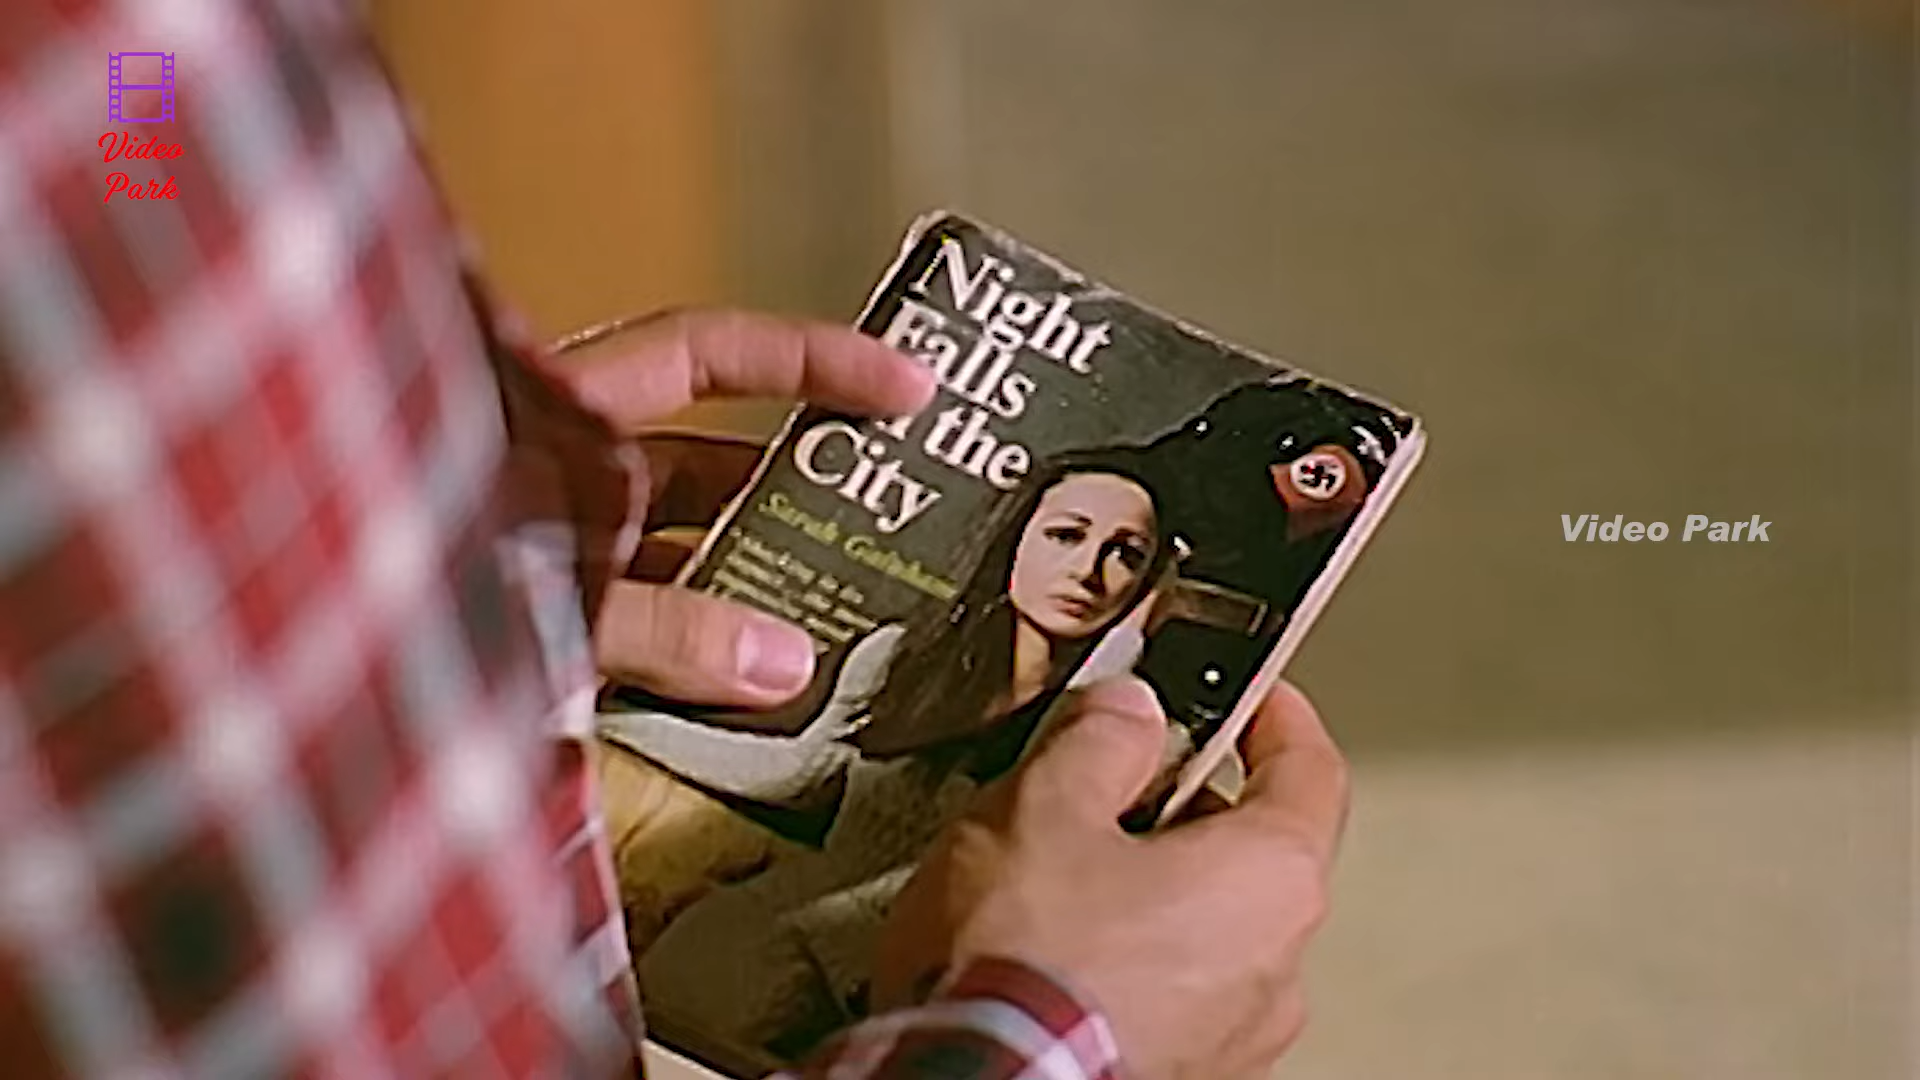 Video
Park
Night
Falls
the
City
Sarah Gainham
Video Park